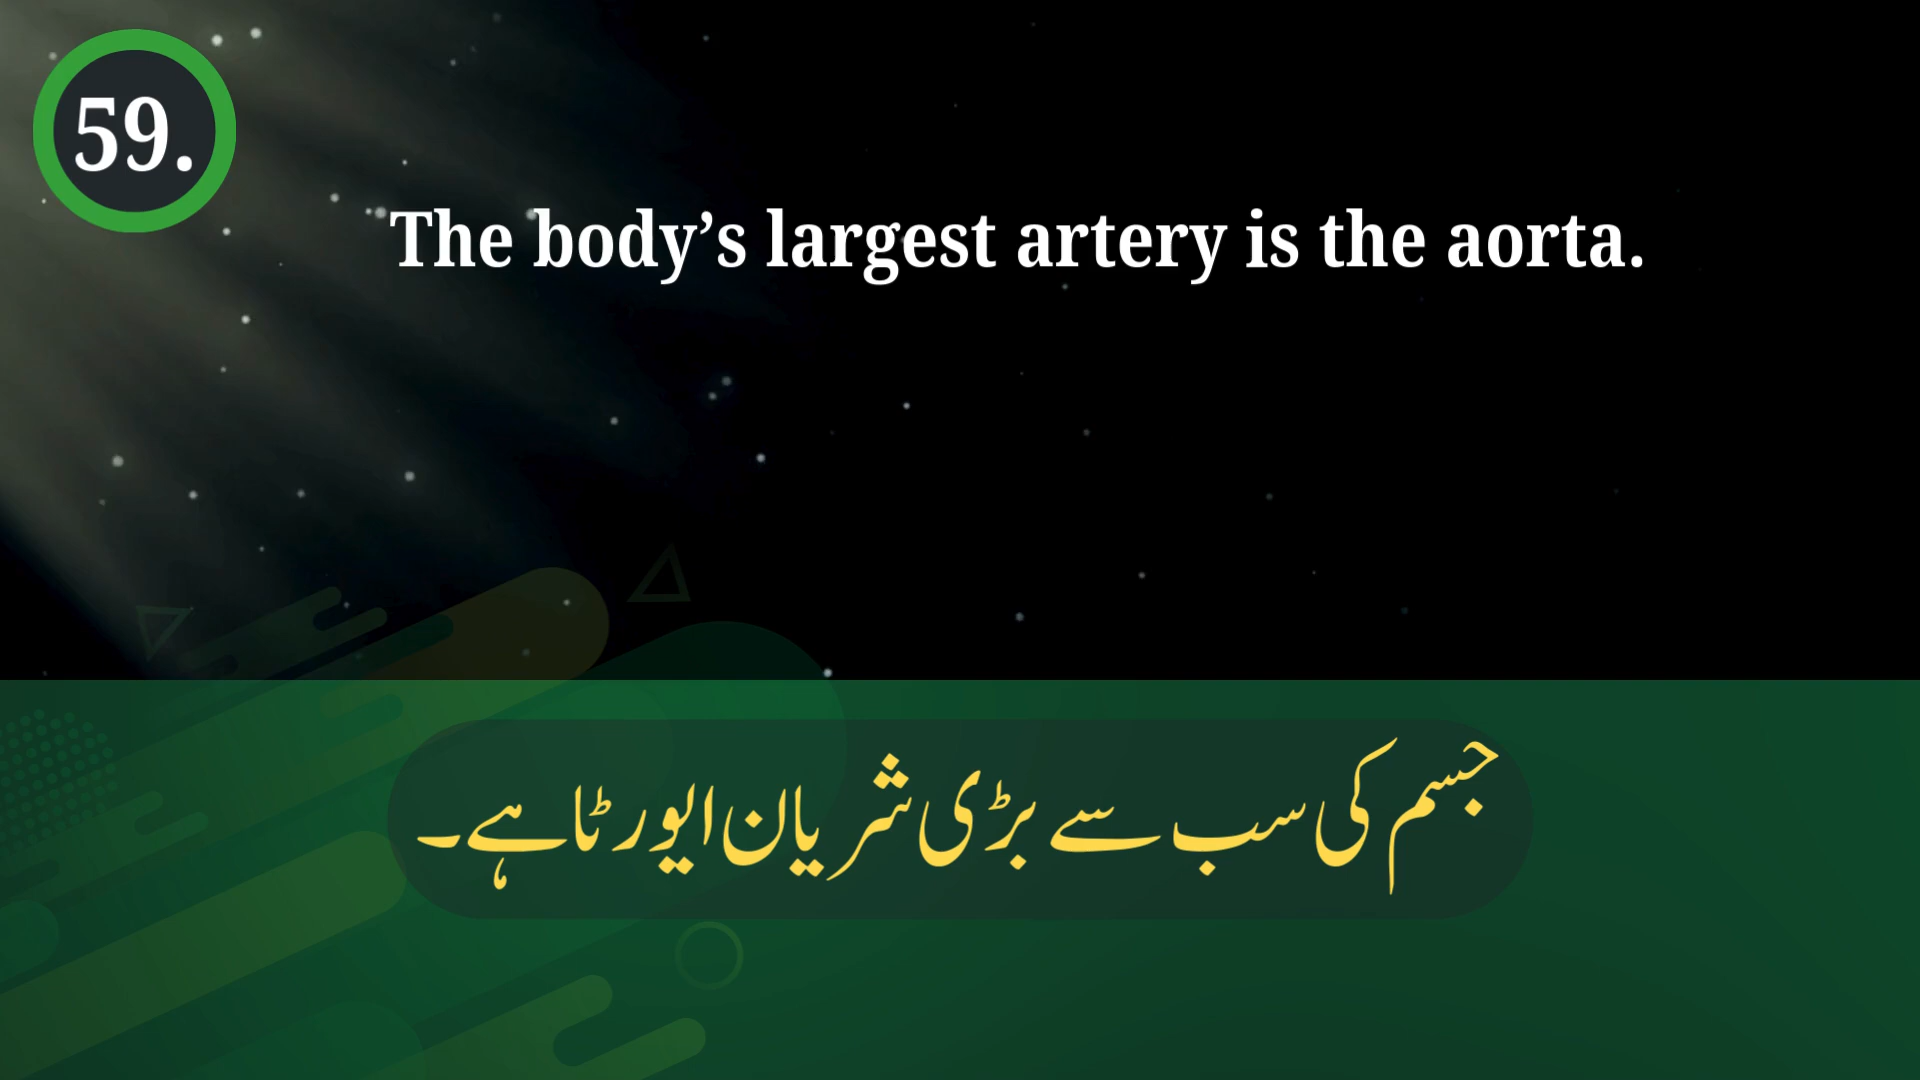 59.
The body’s largest artery is the aorta.
جسم کی سب سے بڑی شریان ایورٹا ہے۔